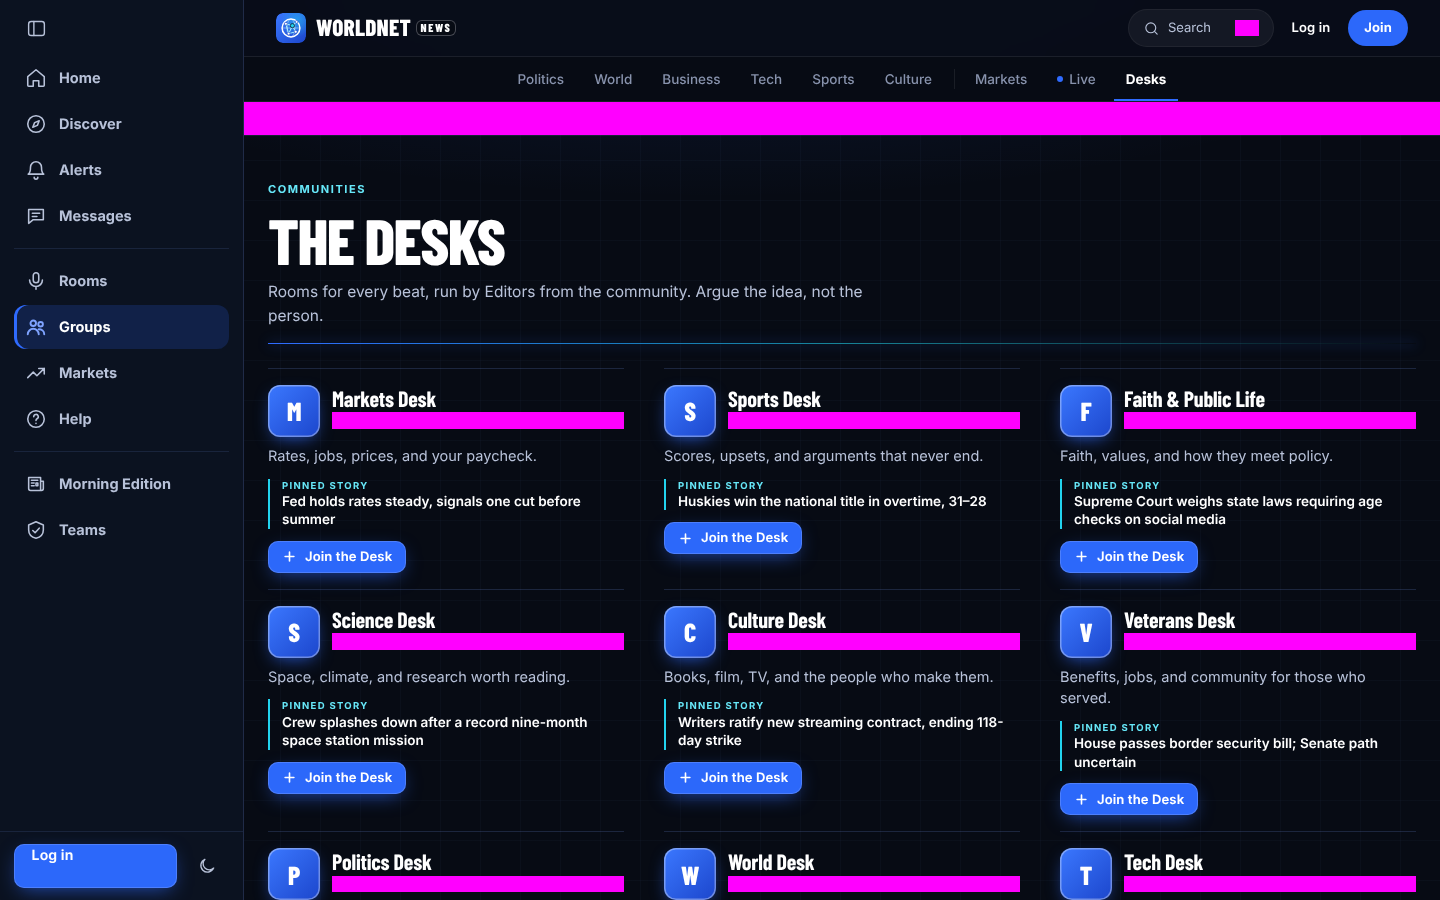 Home
Discover
Alerts
Messages
Rooms
Groups
Markets
Help
Morning Edition
Teams
Log in
WORLDNET NEWS
Search
Log in
Join
Politics
World
Business
Tech
Sports
Culture
Markets
Live
Desks
COMMUNITIES
THE DESKS
Rooms for every beat, run by Editors from the community. Argue the idea, not the
person.
M
Markets Desk
Rates, jobs, prices, and your paycheck.
PINNED STORY
Fed holds rates steady, signals one cut before
summer
Join the Desk
S
Sports Desk
Scores, upsets, and arguments that never end.
PINNED STORY
Huskies win the national title in overtime, 31–28
Join the Desk
F
Faith & Public Life
Faith, values, and how they meet policy.
PINNED STORY
Supreme Court weighs state laws requiring age
checks on social media
Join the Desk
S
Science Desk
Space, climate, and research worth reading.
PINNED STORY
Crew splashes down after a record nine-month
space station mission
Join the Desk
C
Culture Desk
Books, film, TV, and the people who make them.
PINNED STORY
Writers ratify new streaming contract, ending 118-
day strike
Join the Desk
V
Veterans Desk
Benefits, jobs, and community for those who
served.
PINNED STORY
House passes border security bill; Senate path
uncertain
Join the Desk
P
Politics Desk
W
World Desk
T
Tech Desk